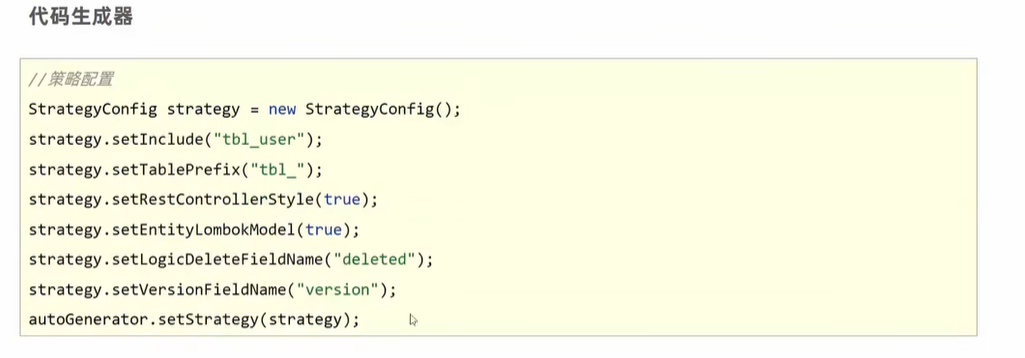 代码生成器
//策略配置
StrategyConfig strategy = new StrategyConfig();
strategy.setInclude("tbl_user");
strategy.setTablePrefix("tbl_");
strategy.setRestControllerStyle(true);
strategy.setEntityLombokModel(true);
strategy.setLogicDeleteFieldName("deleted");
strategy.setVersionFieldName("version");
autoGenerator.setStrategy(strategy);